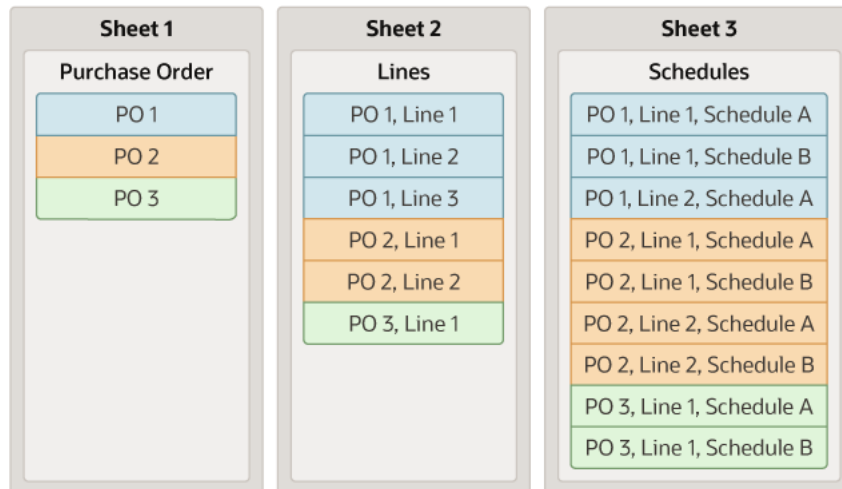 Sheet 1
Purchase Order
PO 1
PO 2
PO 3
Sheet 2
Lines
PO 1, Line 1
PO 1, Line 2
PO 1, Line 3
PO 2, Line 1
PO 2, Line 2
PO 3, Line 1
Sheet 3
Schedules
PO 1, Line 1, Schedule A
PO 1, Line 1, Schedule B
PO 1, Line 2, Schedule A
PO 2, Line 1, Schedule A
PO 2, Line 1, Schedule B
PO 2, Line 2, Schedule A
PO 2, Line 2, Schedule B
PO 3, Line 1, Schedule A
PO 3, Line 1, Schedule B